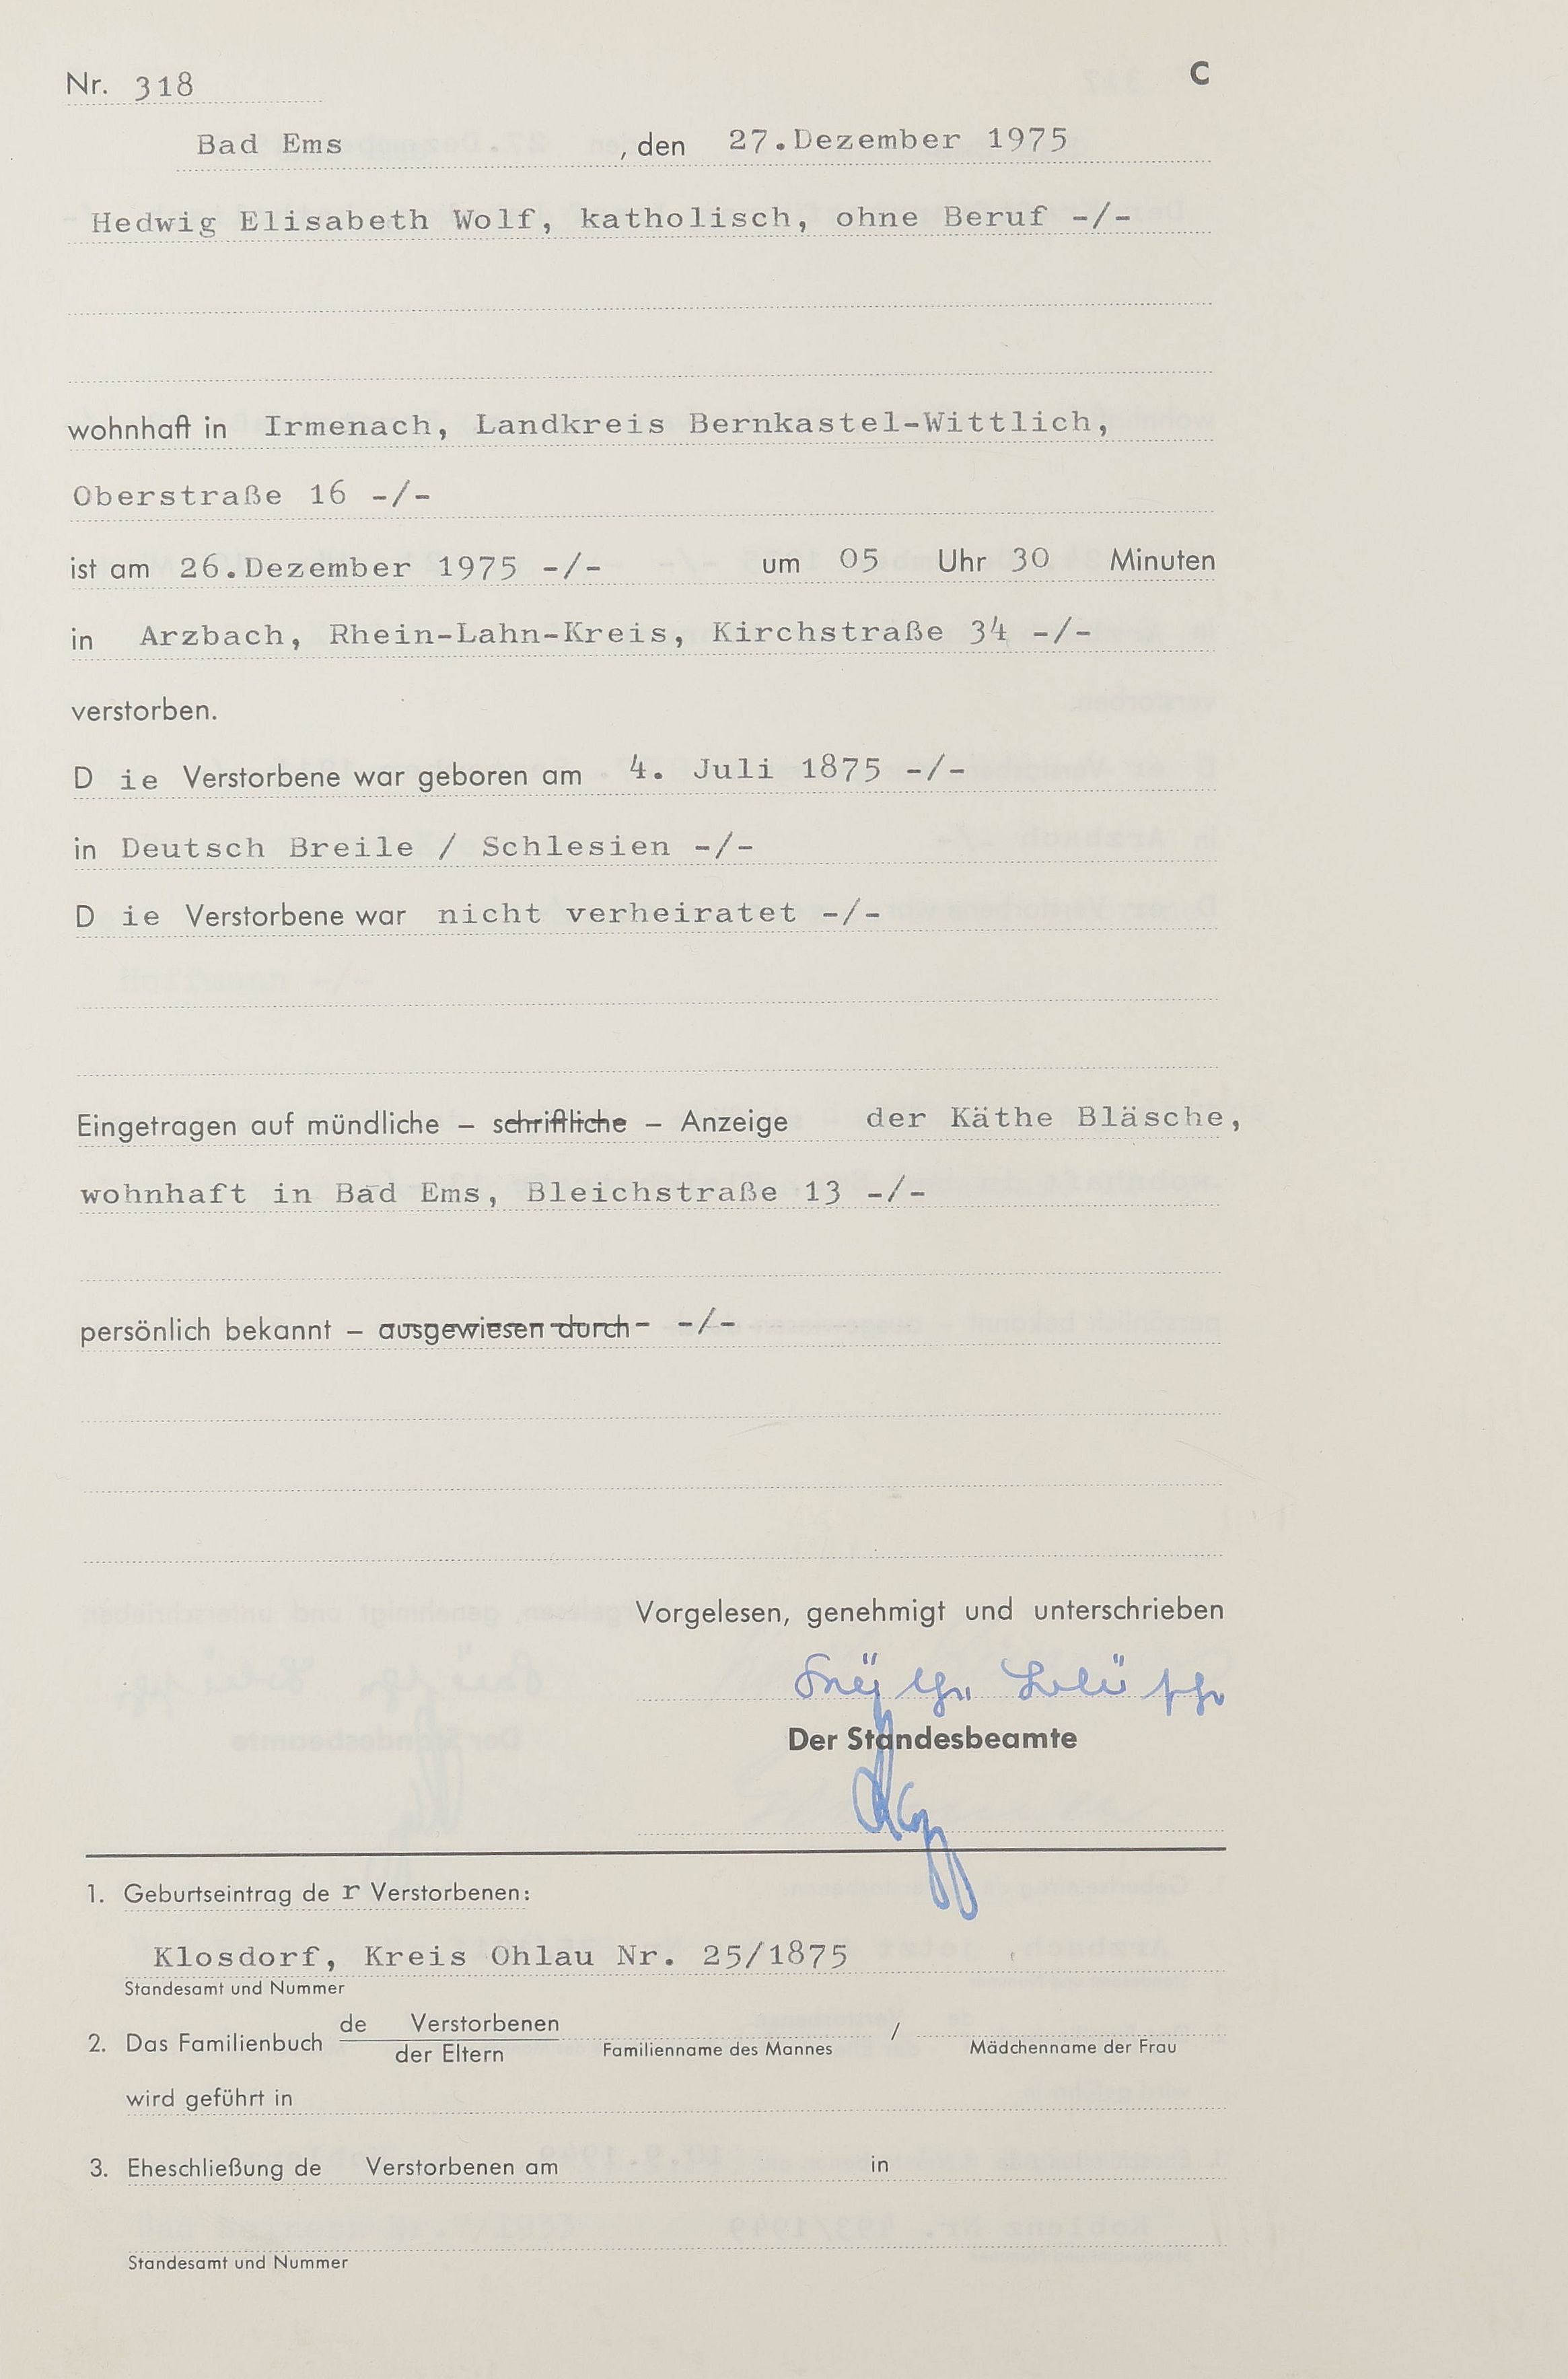 Nr. 318
C
Bad Ems , den 27.Dezember 1975
Hedwig Elisabeth Wolf, katholisch, ohne Beruf -/-
wohnhaft in Irmenach, Landkreis Bernkastel-Wittlich,
Oberstraße 16 -/-
ist am 26.Dezember 1975 -/- um 05 Uhr 30 Minuten
in Arzbach, Rhein-Lahn-Kreis, Kirchstraße 34 -/-
verstorben.
D ie Verstorbene war geboren am 4. Juli 1875 -/-
in Deutsch Breile / Schlesien -/-
D ie Verstorbene war nicht verheiratet -/-
Eingetragen auf mündliche – schriftliche – Anzeige der Käthe Bläsche,
wohnhaft in Bad Ems, Bleichstraße 13 -/-
persönlich bekannt – ausgewiesen durch - -/-
Vorgelesen, genehmigt und unterschrieben
Der Standesbeamte
1. Geburtseintrag de r Verstorbenen:
Klosdorf, Kreis Ohlau Nr. 25/1875
Standesamt und Nummer
2. Das Familienbuch de Verstorbenen
der Eltern
/
Familienname des Mannes Mädchenname der Frau
wird geführt in
3. Eheschließung de Verstorbenen am in
Standesamt und Nummer